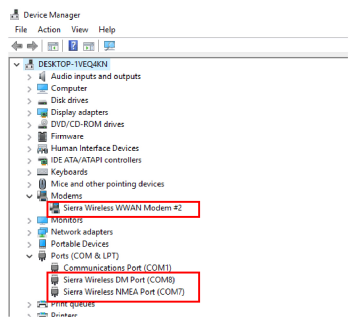 Device Manager
File Action View Help
DESKTOP-1VEQ4KN
Audio inputs and outputs
Computer
Disk drives
Display adapters
DVD/CD-ROM drives
Firmware
Human Interface Devices
IDE ATA/ATAPI controllers
Keyboards
Mice and other pointing devices
Modems
Sierra Wireless WWAN Modem #2
Monitors
Network adapters
Portable Devices
Ports (COM & LPT)
Communications Port (COM1)
Sierra Wireless DM Port (COM8)
Sierra Wireless NMEA Port (COM7)
Print queues
Printers